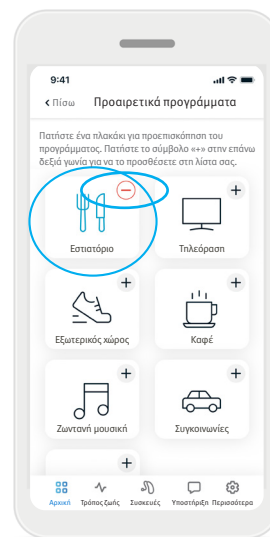 9:41
Πίσω Προαιρετικά προγράμματα
Πατήστε ένα πλακάκι για προεπισκόπηση του
προγράμματος. Πατήστε το σύμβολο «+» στην επάνω
δεξιά γωνία για να το προσθέσετε στη λίστα σας.
Εστιατόριο Τηλεόραση
Εξωτερικός χώρος Καφέ
Ζωντανή μουσική Συγκοινωνίες
Αρχική Τρόπος ζωής Συσκευές Υποστήριξη Περισσότερα